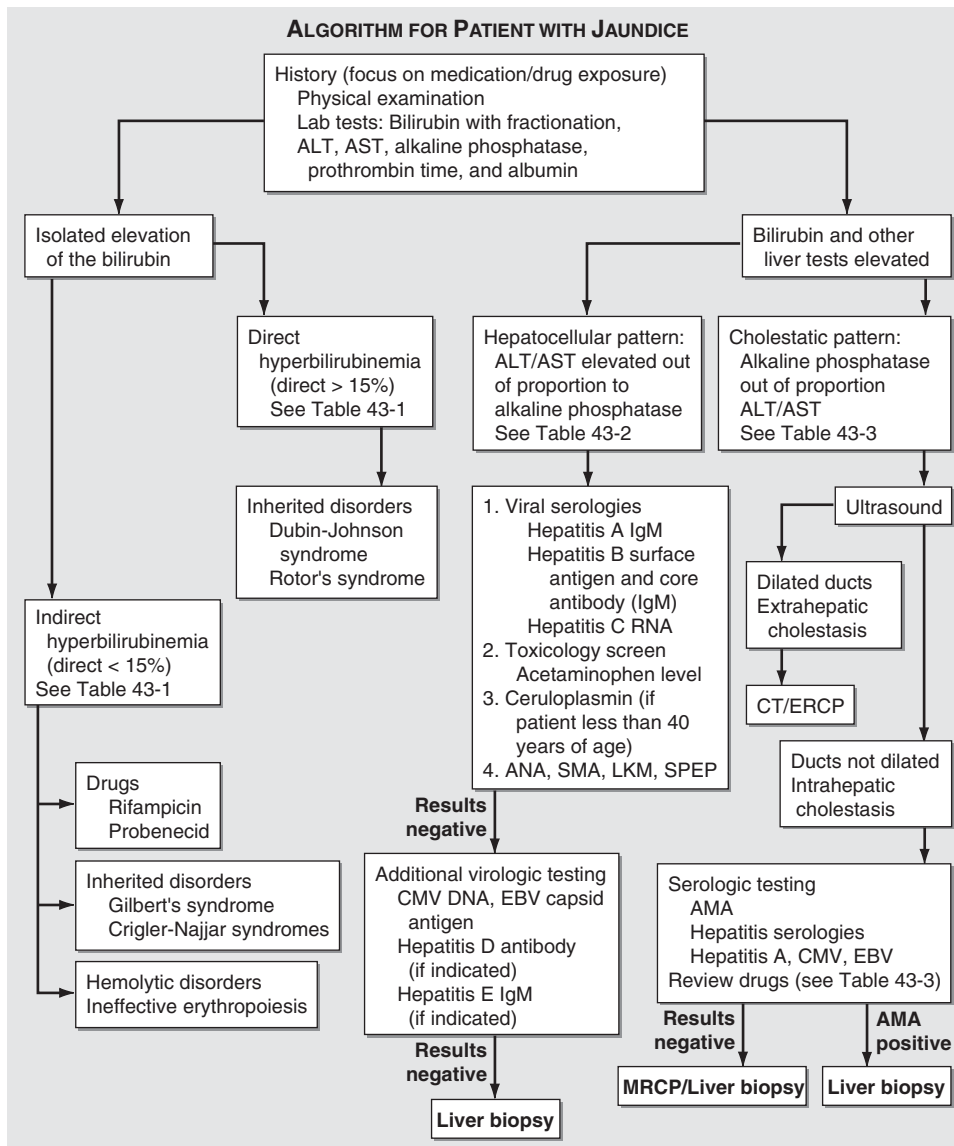 ALGORITHM FOR PATIENT WITH JAUNDICE
History (focus on medication/drug exposure)
Physical examination
Lab tests: Bilirubin with fractionation,
ALT, AST, alkaline phosphatase,
prothrombin time, and albumin
Isolated elevation
of the bilirubin
Bilirubin and other
liver tests elevated
Direct
hyperbilirubinemia
(direct > 15%)
See Table 43-1
Hepatocellular pattern:
ALT/AST elevated out
of proportion to
alkaline phosphatase
See Table 43-2
Cholestatic pattern:
Alkaline phosphatase
out of proportion
ALT/AST
See Table 43-3
Inherited disorders
Dubin-Johnson
syndrome
Rotor's syndrome
1. Viral serologies
Hepatitis A IgM
Hepatitis B surface
antigen and core
antibody (IgM)
Hepatitis C RNA
2. Toxicology screen
Acetaminophen level
3. Ceruloplasmin (if
patient less than 40
years of age)
4. ANA, SMA, LKM, SPEP
Ultrasound
Dilated ducts
Extrahepatic
cholestasis
CT/ERCP
Indirect
hyperbilirubinemia
(direct < 15%)
See Table 43-1
Ducts not dilated
Intrahepatic
cholestasis
Drugs
Rifampicin
Probenecid
Inherited disorders
Gilbert's syndrome
Crigler-Najjar syndromes
Hemolytic disorders
Ineffective erythropoiesis
Results
negative
Additional virologic testing
CMV DNA, EBV capsid
antigen
Hepatitis D antibody
(if indicated)
Hepatitis E IgM
(if indicated)
Results
negative
Liver biopsy
Serologic testing
AMA
Hepatitis serologies
Hepatitis A, CMV, EBV
Review drugs (see Table 43-3)
Results
negative
AMA
positive
MRCP/Liver biopsy
Liver biopsy